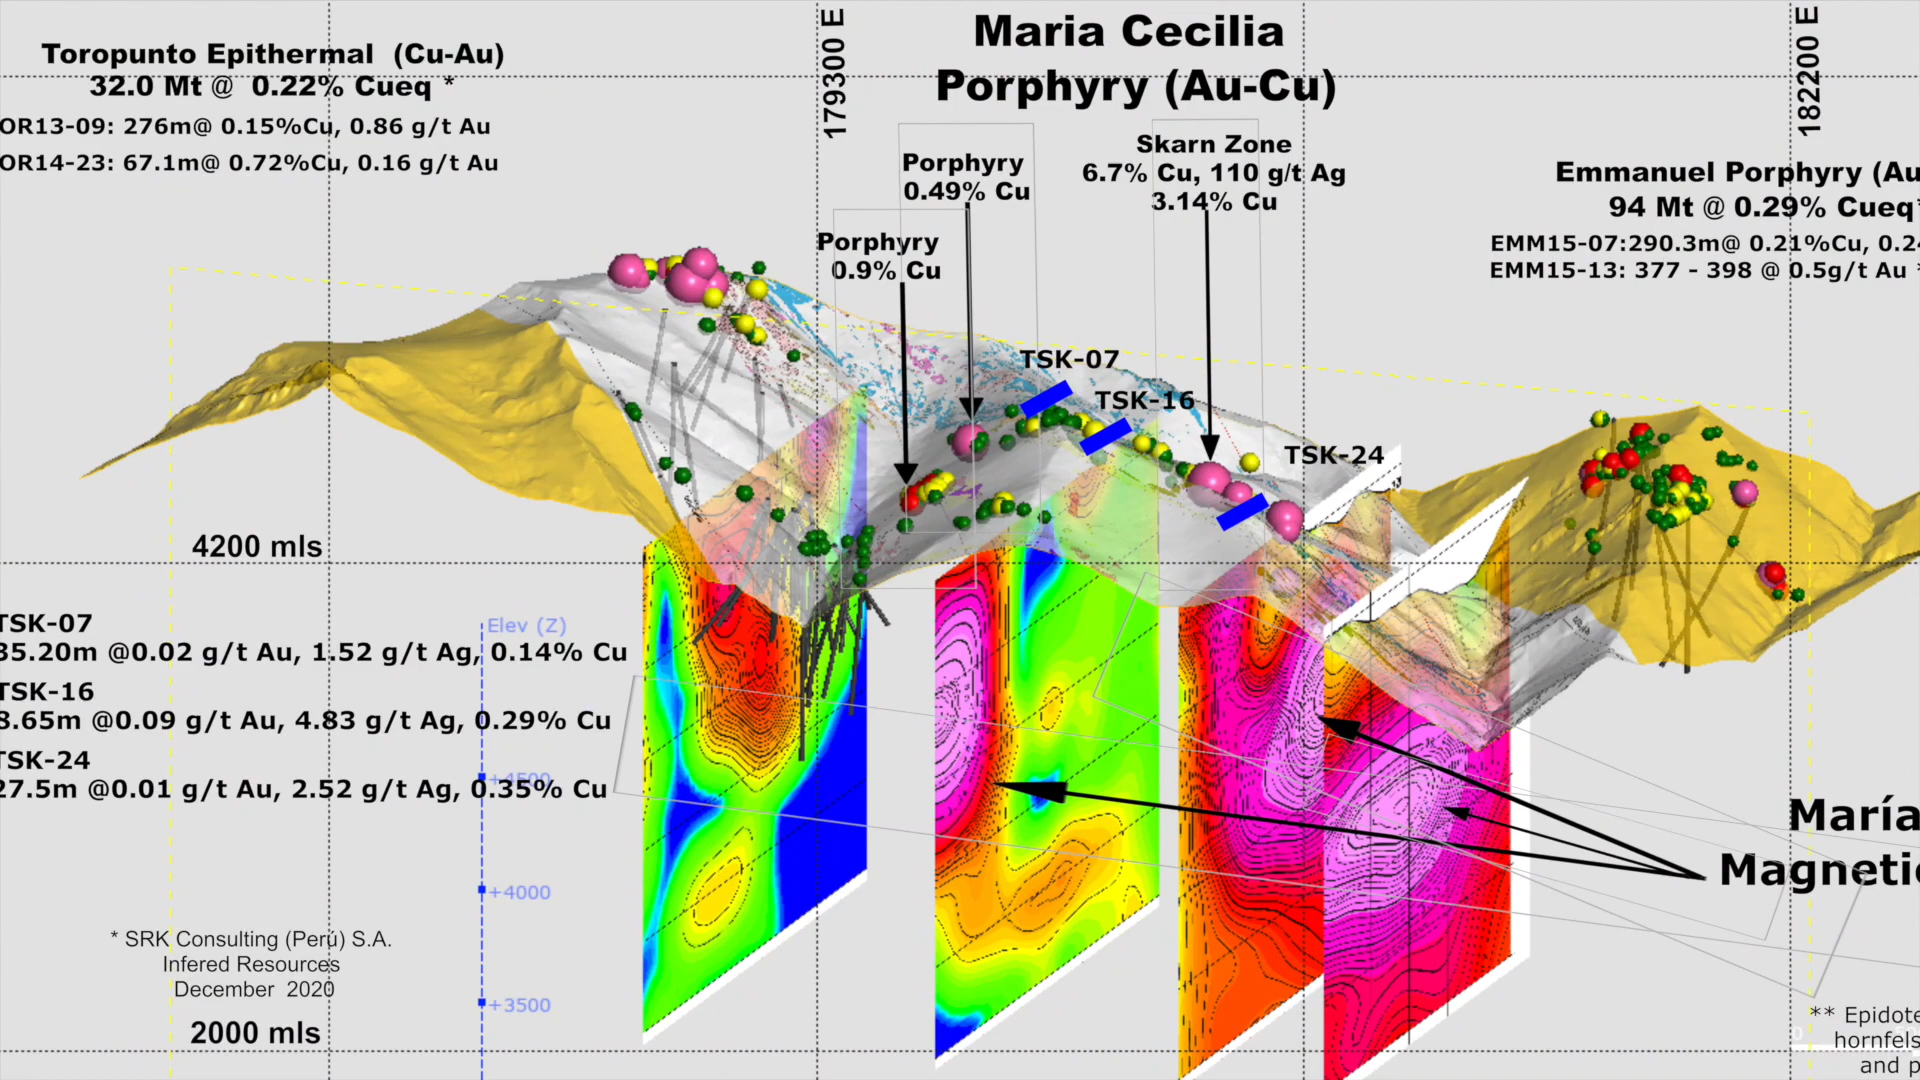 Toropunto Epithermal (Cu-Au)
32.0 Mt @ 0.22% Cueq *
OR13-09: 276m@ 0.15%Cu, 0.86 g/t Au
OR14-23: 67.1m@ 0.72%Cu, 0.16 g/t Au
179300 E
Maria Cecilia
Porphyry (Au-Cu)
182200 E
Porphyry
0.49% Cu
Skarn Zone
6.7% Cu, 110 g/t Ag
3.14% Cu
Porphyry
0.9% Cu
Emmanuel Porphyry (Au
94 Mt @ 0.29% Cueq*
EMM15-07:290.3m@ 0.21%Cu, 0.24
EMM15-13: 377 - 398 @ 0.5g/t Au *
TSK-07
TSK-16
TSK-24
4200 mls
TSK-07
35.20m @0.02 g/t Au, 1.52 g/t Ag, 0.14% Cu
TSK-16
8.65m @0.09 g/t Au, 4.83 g/t Ag, 0.29% Cu
TSK-24
27.5m @0.01 g/t Au, 2.52 g/t Ag, 0.35% Cu
Elev (Z)
+4500
+4000
+3500
María
Magnetic
* SRK Consulting (Perú) S.A.
Infered Resources
December 2020
2000 mls
** Epidote
hornfels
and p
0